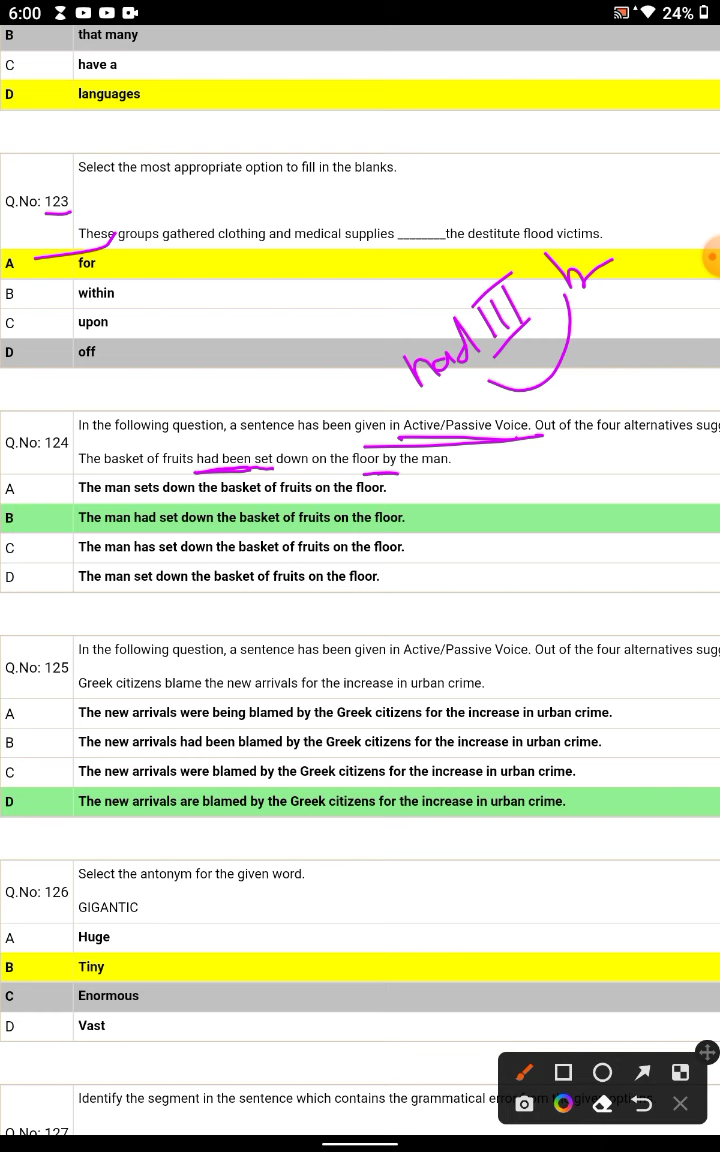 6:00 24%
B that many
C have a
D languages
Select the most appropriate option to fill in the blanks.
Q.No: 123
These groups gathered clothing and medical supplies ________the destitute flood victims.
A for
B within
C upon
D off
had III
In the following question, a sentence has been given in Active/Passive Voice. Out of the four alternatives sugg
Q.No: 124
The basket of fruits had been set down on the floor by the man.
A The man sets down the basket of fruits on the floor.
B The man had set down the basket of fruits on the floor.
C The man has set down the basket of fruits on the floor.
D The man set down the basket of fruits on the floor.
In the following question, a sentence has been given in Active/Passive Voice. Out of the four alternatives sugg
Q.No: 125
Greek citizens blame the new arrivals for the increase in urban crime.
A The new arrivals were being blamed by the Greek citizens for the increase in urban crime.
B The new arrivals had been blamed by the Greek citizens for the increase in urban crime.
C The new arrivals were blamed by the Greek citizens for the increase in urban crime.
D The new arrivals are blamed by the Greek citizens for the increase in urban crime.
Select the antonym for the given word.
Q.No: 126
GIGANTIC
A Huge
B Tiny
C Enormous
D Vast
Identify the segment in the sentence which contains the grammatical error from the given options.
Q.No: 127